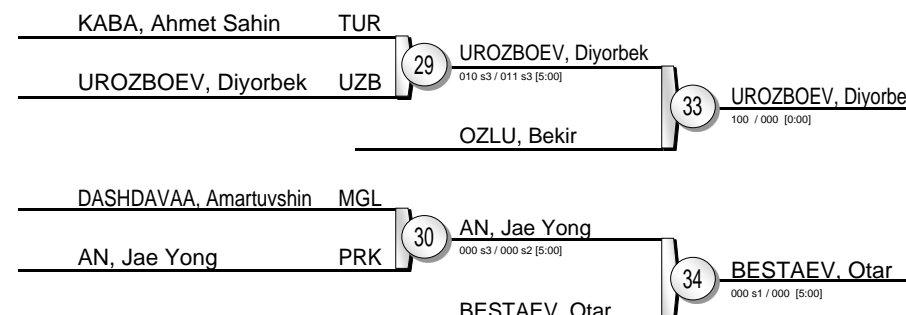 KABA, Ahmet Sahin TUR
29
UROZBOEV, Diyorbek
010 s3 / 011 s3 [5:00]
UROZBOEV, Diyorbek UZB
33
UROZBOEV, Diyorbe
100 / 000 [0:00]
OZLU, Bekir
DASHDAVAA, Amartuvshin MGL
30
AN, Jae Yong
000 s3 / 000 s2 [5:00]
AN, Jae Yong PRK
34
BESTAEV, Otar
000 s1 / 000 [5:00]
BESTAEV, Otar